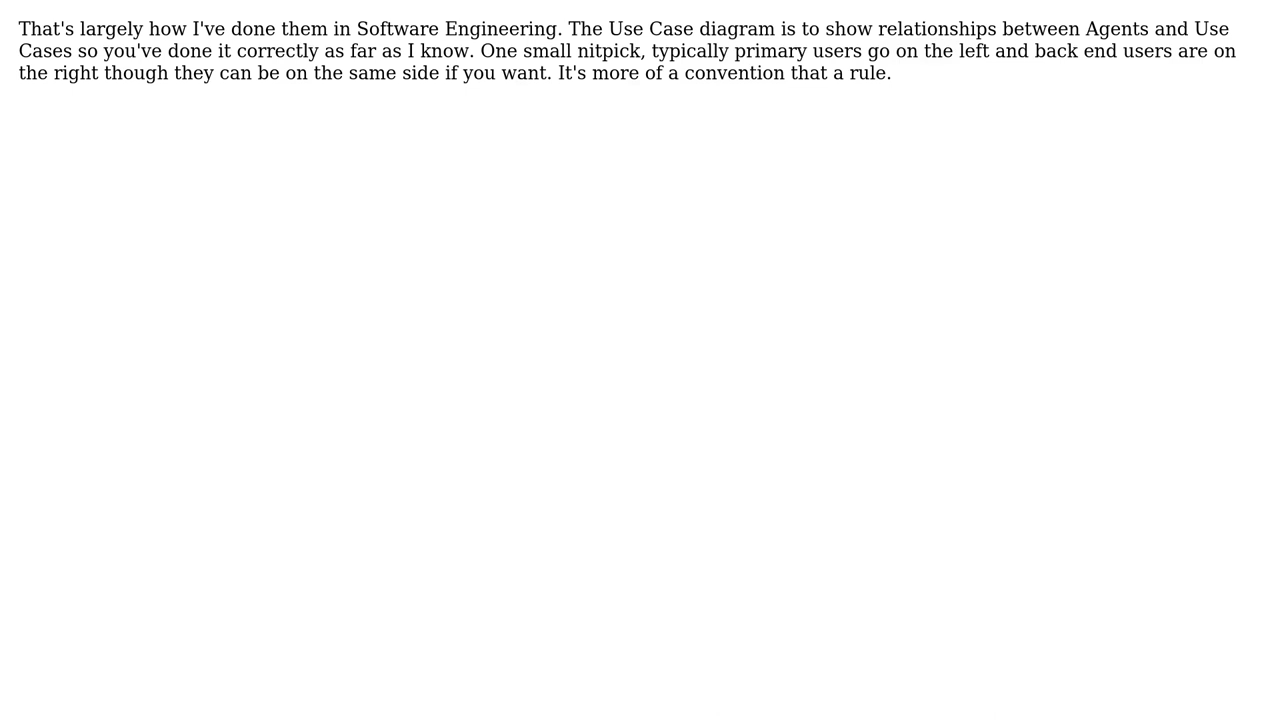 That's largely how I've done them in Software Engineering. The Use Case diagram is to show relationships between Agents and Use
Cases so you've done it correctly as far as I know. One small nitpick, typically primary users go on the left and back end users are on
the right though they can be on the same side if you want. It's more of a convention that a rule.